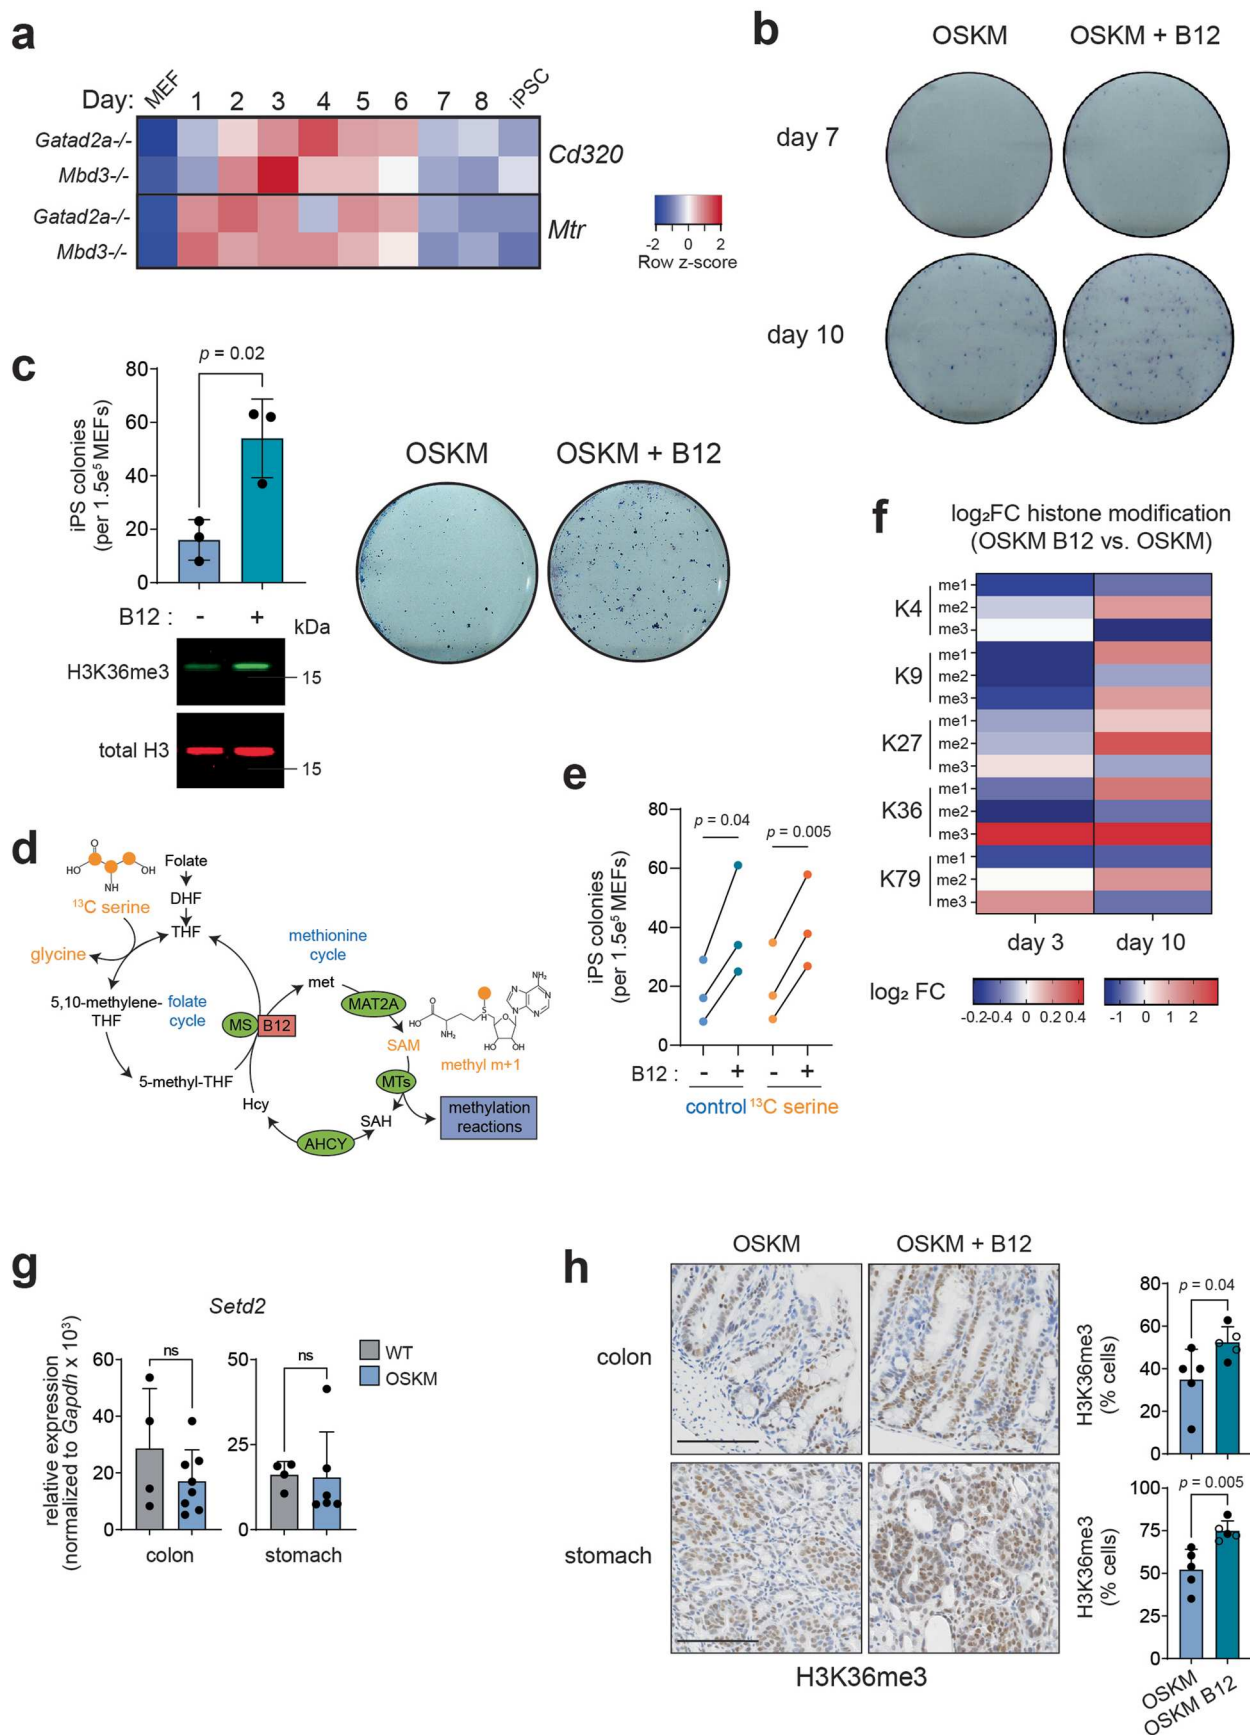 a
Day: MEF 1 2 3 4 5 6 7 8 iPSC
Gatad2a-/-
Mbd3-/-
Cd320
Gatad2a-/-
Mbd3-/-
Mtr
-2 0 2
Row z-score
b
OSKM OSKM + B12
day 7
day 10
c
p = 0.02
iPS colonies
(per 1.5e⁵ MEFs)
80
60
40
20
0
B12 : - +
kDa
H3K36me3
15
total H3
15
OSKM OSKM + B12
d
O
HO
OH
NH
¹³C serine
Folate
DHF
THF
glycine
5,10-methylene-
THF
folate
cycle
5-methyl-THF
MS B12
methionine
cycle
met
MAT2A
SAM
O
HO
NH₂
S
H
NH₂
N
N
N
N
O
HO OH
methyl m+1
MTs
methylation
reactions
SAH
AHCY
Hcy
e
iPS colonies
(per 1.5e⁵ MEFs)
80
60
40
20
0
p = 0.04
p = 0.005
B12 : - + - +
control ¹³C serine
f
log₂FC histone modification
(OSKM B12 vs. OSKM)
K4
me1
me2
me3
K9
me1
me2
me3
K27
me1
me2
me3
K36
me1
me2
me3
K79
me1
me2
me3
day 3 day 10
log₂ FC
-0.2 -0.4 0 0.2 0.4
-1 0 1 2
g
Setd2
relative expression
(normalized to Gapdh x 10³)
60
40
20
0
ns
colon
50
25
0
ns
stomach
WT
OSKM
h
OSKM OSKM + B12
colon
stomach
H3K36me3
H3K36me3
(% cells)
80
60
40
20
0
p = 0.04
H3K36me3
(% cells)
100
75
50
25
0
p = 0.005
OSKM
OSKM B12